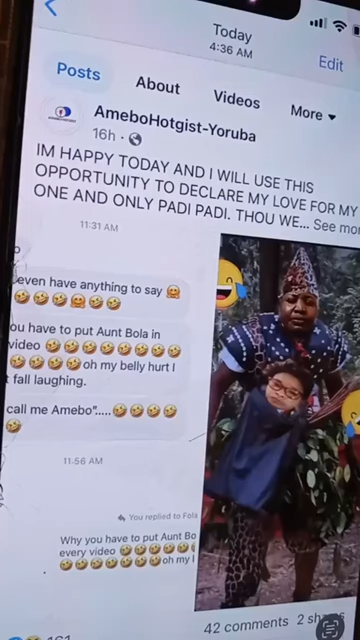 Today
4:36 AM
Edit
Posts
About
Videos
More
AmeboHotgist-Yoruba
16h
IM HAPPY TODAY AND I WILL USE THIS
OPPORTUNITY TO DECLARE MY LOVE FOR MY
ONE AND ONLY PADI PADI. THOU WE... See mor
11:31 AM
even have anything to say 🤗
🤣🤣🤣🤗🤣🤣
ou have to put Aunt Bola in
video 🤣🤣🤣🤣🤣🤣🤣🤣
🤣🤣🤣🤣oh my belly hurt I
fall laughing.
call me Amebo".....🤣🤣🤣🤣
🤣
11:56 AM
You replied to Fola
Why you have to put Aunt Bo
every video 🤣🤣🤣🤣🤣🤣
🤣🤣🤣🤣🤣🤣🤣oh my
42 comments